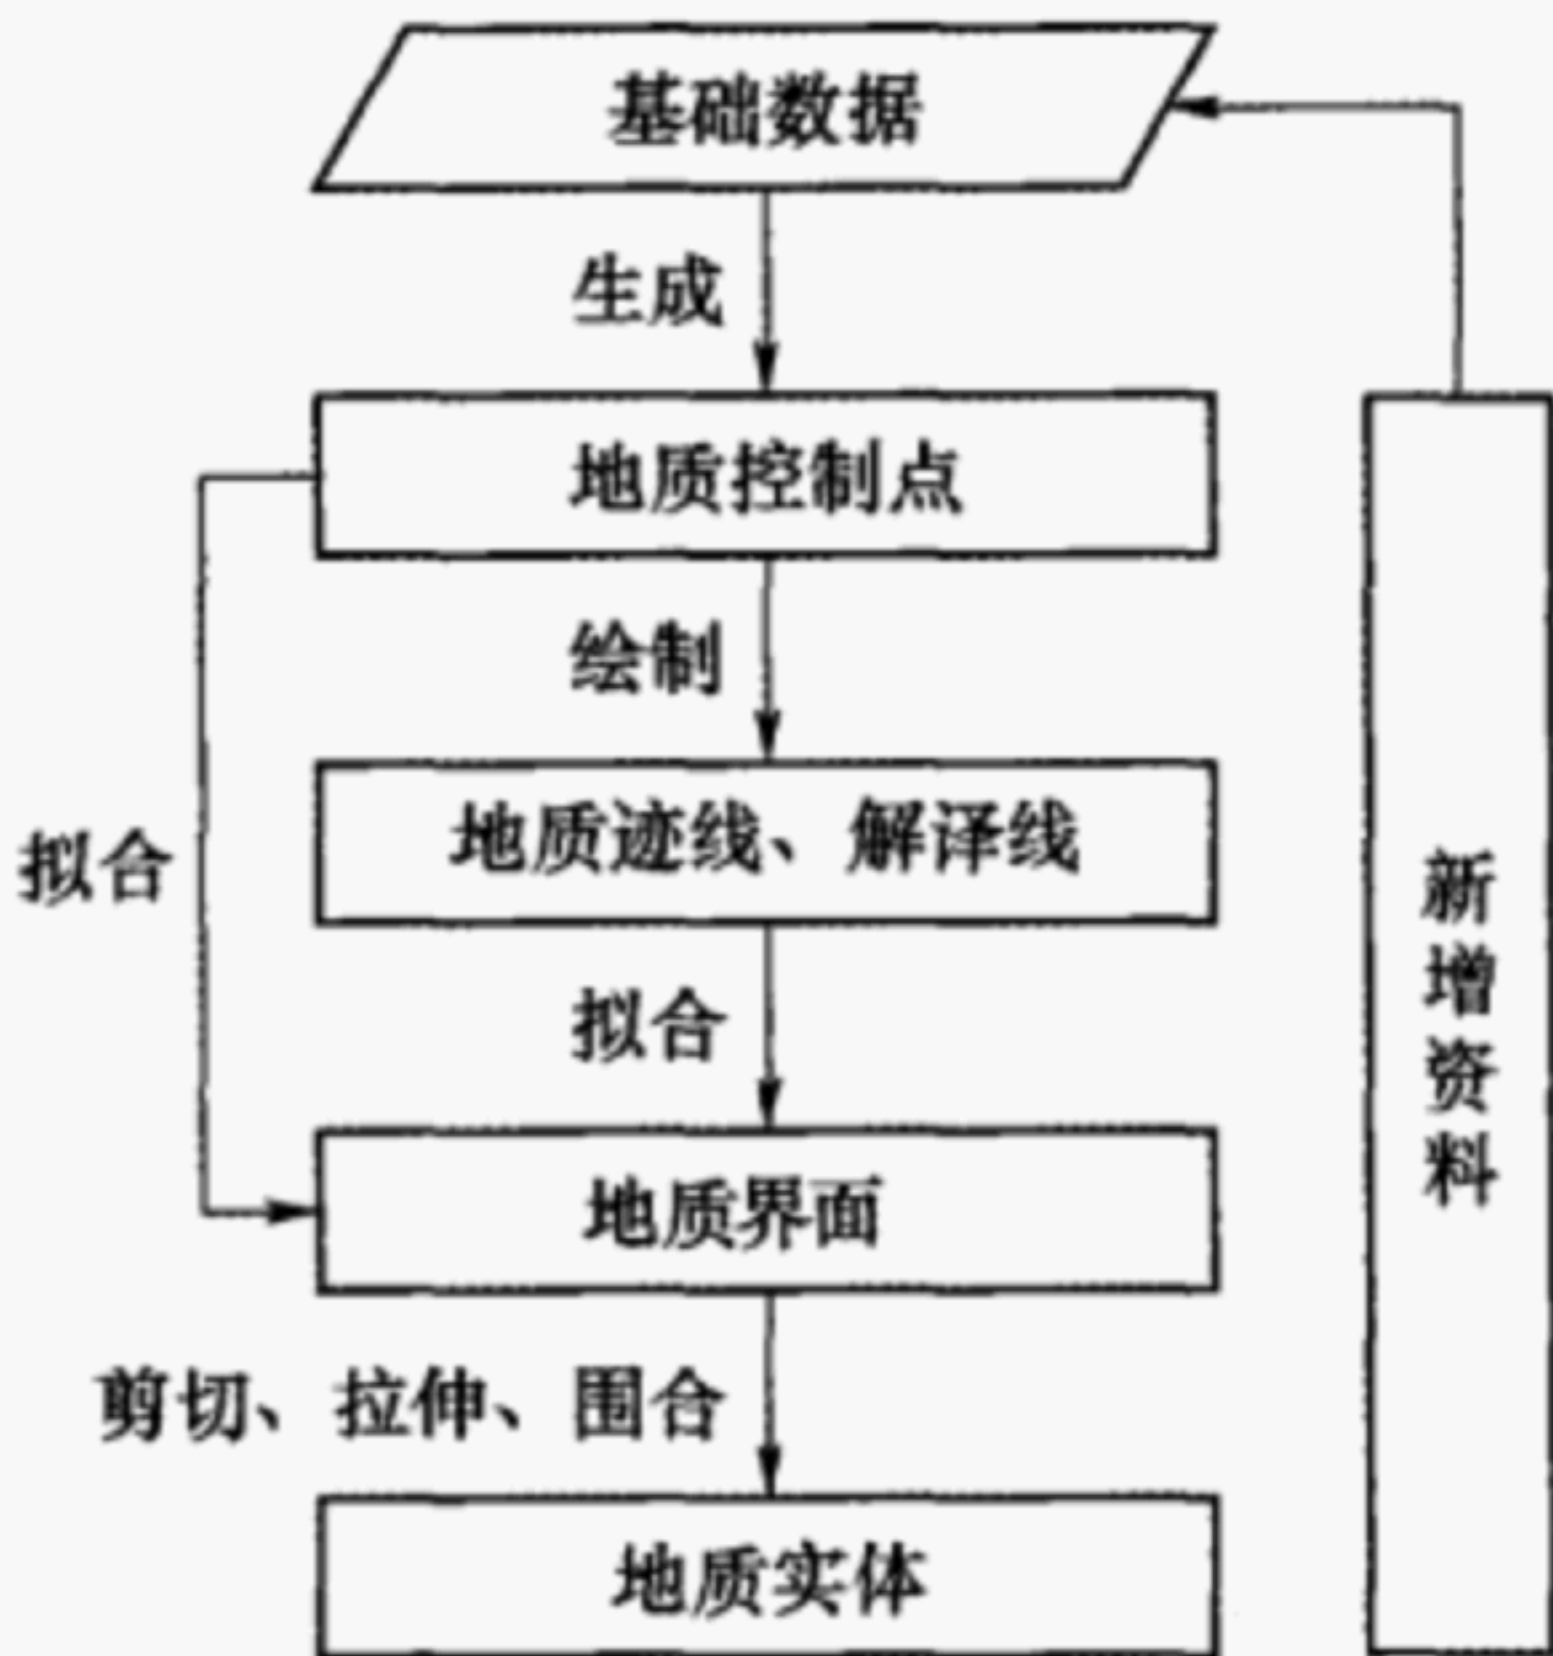 基础数据
生成
地质控制点
绘制
地质迹线、解译线
拟合
拟合
地质界面
剪切、拉伸、围合
地质实体
新增资料